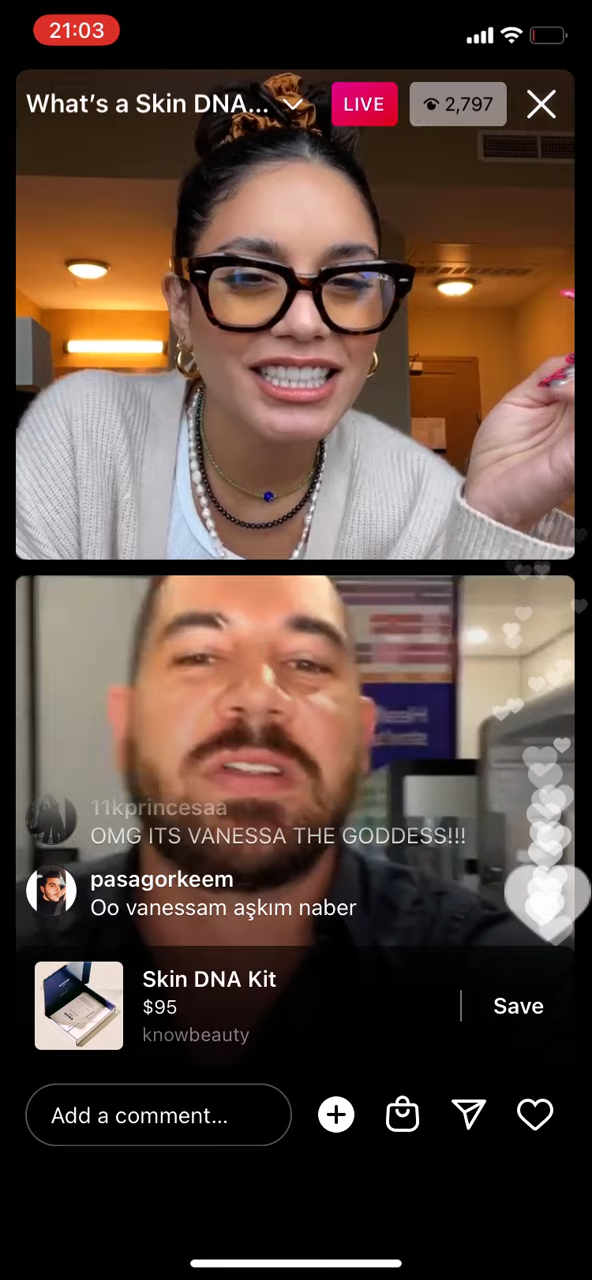 21:03
What's a Skin DNA...
LIVE
2,797
11kprincesaa
OMG ITS VANESSA THE GODDESS!!!
pasagorkeem
Oo vanessam aşkım naber
Skin DNA Kit
$95
knowbeauty
Save
Add a comment...